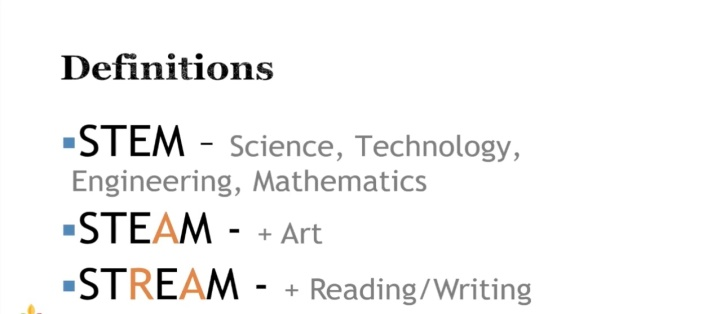 Definitions
▪STEM – Science, Technology,
Engineering, Mathematics
▪STEAM - + Art
▪STREAM - + Reading/Writing